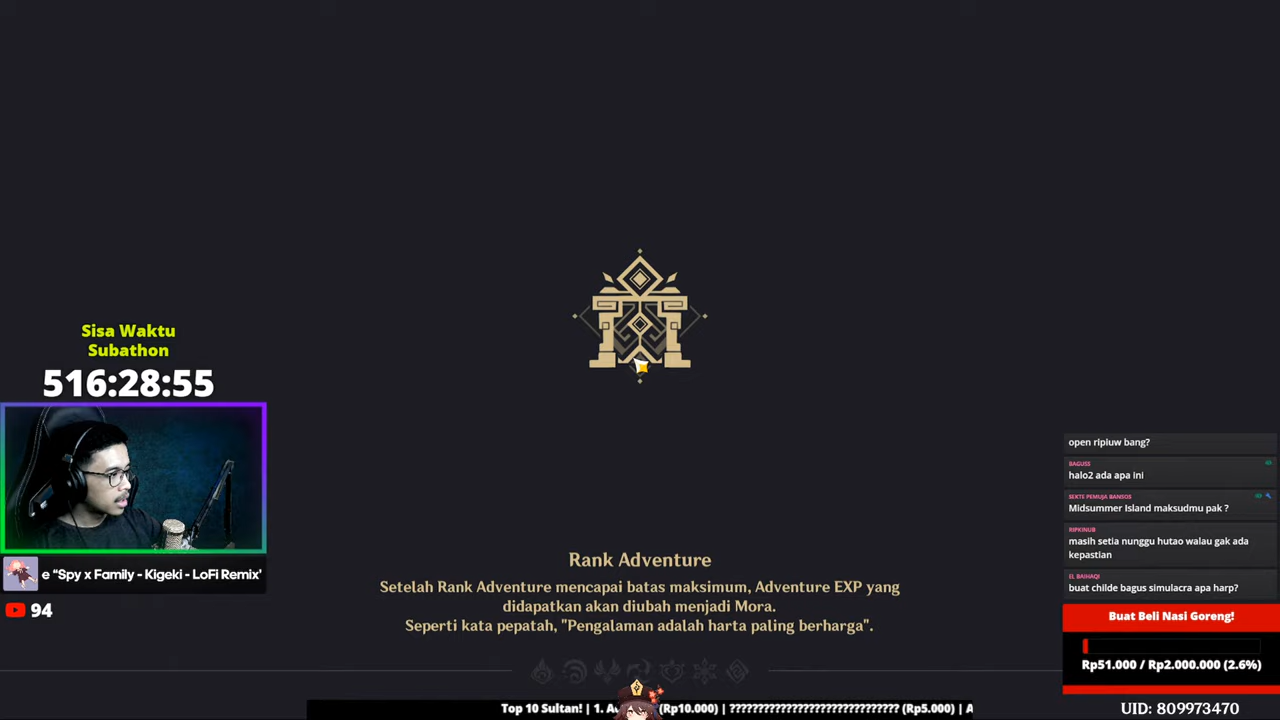 Sisa Waktu
Subathon
516:28:55
e "Spy x Family - Kigeki - LoFi Remix'
94
Rank Adventure
Setelah Rank Adventure mencapai batas maksimum, Adventure EXP yang
didapatkan akan diubah menjadi Mora.
Seperti kata pepatah, "Pengalaman adalah harta paling berharga".
open ripiuw bang?
BAGUSS
halo2 ada apa ini
SEKTE PEMUJA BANSOS
Midsummer Island maksudmu pak ?
RIPKINUB
masih setia nunggu hutao walau gak ada
kepastian
EL BAIHAQI
buat childe bagus simulacra apa harp?
Buat Beli Nasi Goreng!
Rp51.000 / Rp2.000.000 (2.6%)
Top 10 Sultan! | 1. A (Rp10.000) | ?????????????????????????????? (Rp5.000) | A
UID: 809973470